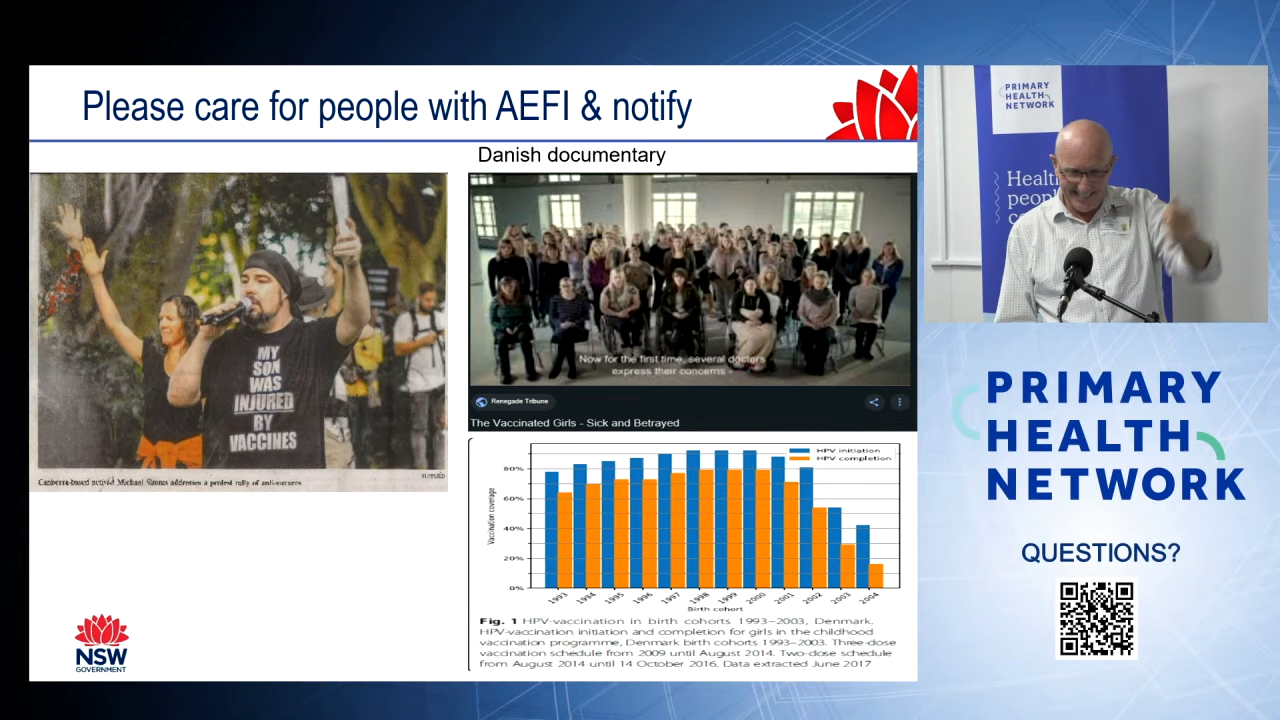 Please care for people with AEFI & notify
Danish documentary
MY
SON
WAS
INJURED
BY
VACCINES
SUPPLIED
Canberra-based activist Michael Simms addresses a protest rally of anti-vaxxers
Now for the first time, several doctors
express their concerns -
Renegade Tribune
The Vaccinated Girls - Sick and Betrayed
HPV initiation
HPV completion
Vaccination coverage
80%
60%
40%
20%
0%
1993 1994 1995 1996 1997 1998 1999 2000 2001 2002 2003 2004
Birth cohort
Fig. 1 HPV-vaccination in birth cohorts 1993–2003, Denmark.
HPV-vaccination initiation and completion for girls in the childhood
vaccination programme, Denmark birth cohorts 1993–2003. Three-dose
vaccination schedule from 2009 until August 2014. Two-dose schedule
from August 2014 until 14 October 2016. Data extracted June 2017
NSW
GOVERNMENT
PRIMARY
HEALTH
NETWORK
Healt
peopl
co
PRIMARY
HEALTH
NETWORK
QUESTIONS?